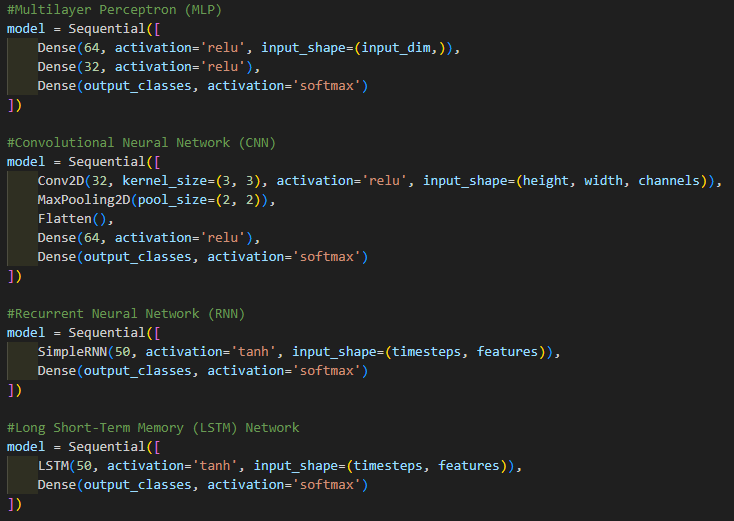 #Multilayer Perceptron (MLP)
model = Sequential([
    Dense(64, activation='relu', input_shape=(input_dim,)),
    Dense(32, activation='relu'),
    Dense(output_classes, activation='softmax')
])

#Convolutional Neural Network (CNN)
model = Sequential([
    Conv2D(32, kernel_size=(3, 3), activation='relu', input_shape=(height, width, channels)),
    MaxPooling2D(pool_size=(2, 2)),
    Flatten(),
    Dense(64, activation='relu'),
    Dense(output_classes, activation='softmax')
])

#Recurrent Neural Network (RNN)
model = Sequential([
    SimpleRNN(50, activation='tanh', input_shape=(timesteps, features)),
    Dense(output_classes, activation='softmax')
])

#Long Short-Term Memory (LSTM) Network
model = Sequential([
    LSTM(50, activation='tanh', input_shape=(timesteps, features)),
    Dense(output_classes, activation='softmax')
])